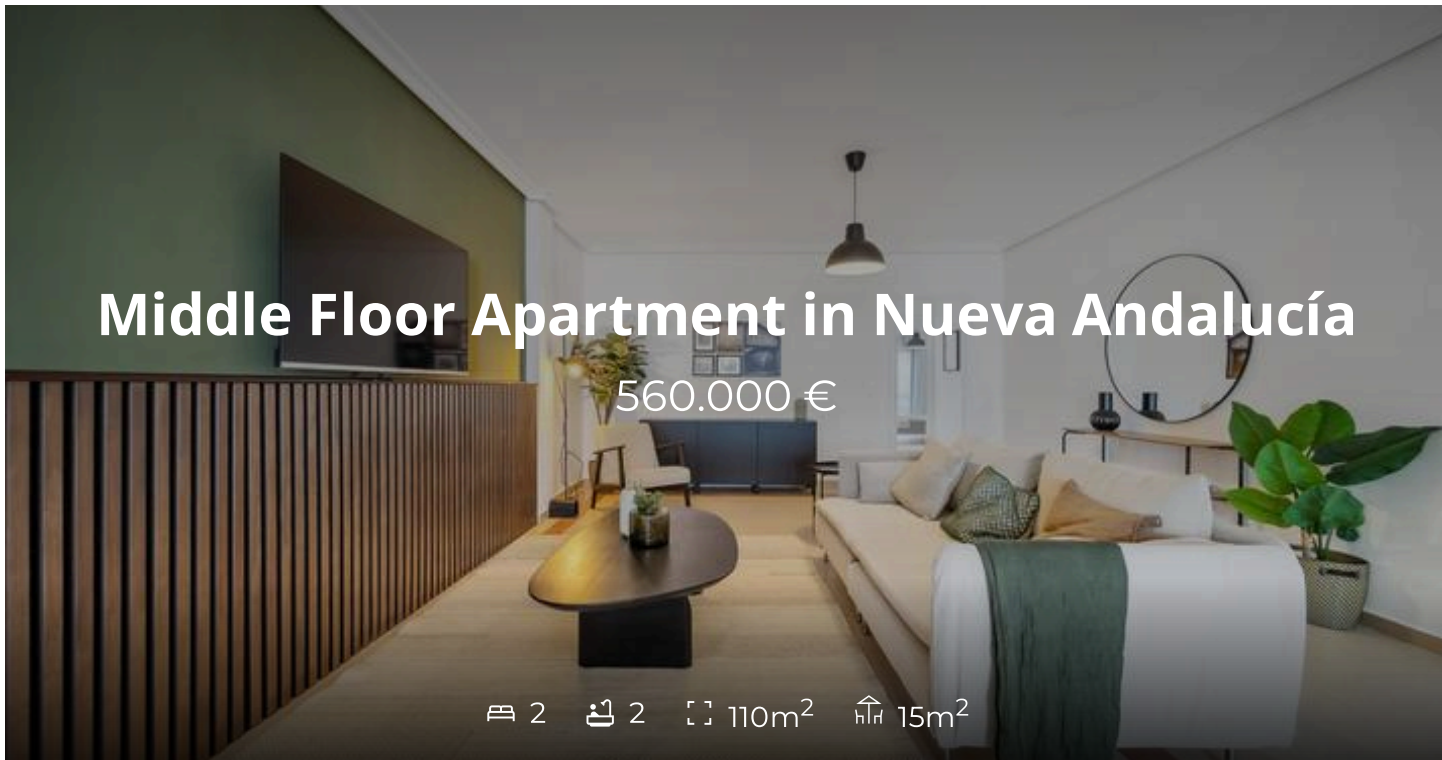 Middle Floor Apartment in Nueva Andalucía
560.000 €
2 2 110m² 15m²